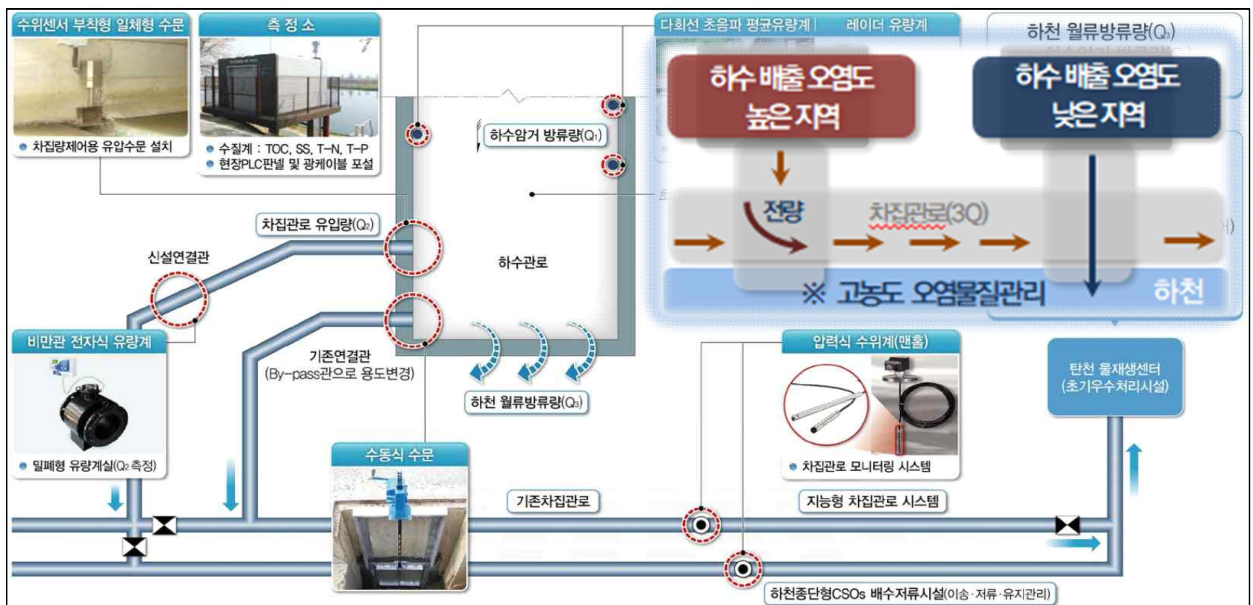 수위센서 부착형 일체형 수문
차집량제어용 유압수문 설치
측 정 소
수질계 : TOC, SS, T-N, T-P
현장PLC판넬 및 광케이블 포설
다회선 초음파 평균유량계
레이더 유량계
하천 월류방류량(Q₃)
하수 배출 오염도
높은 지역
하수 배출 오염도
낮은 지역
전량
차집관로(3Q)
※ 고농도 오염물질관리
하천
하수암거 방류량(Q₁)
차집관로 유입량(Q₂)
하수관로
신설연결관
비만관 전자식 유량계
밀폐형 유량계실(Q₂ 측정)
기존연결관
(By-pass관으로 용도변경)
하천 월류방류량(Q₃)
수동식 수문
압력식 수위계(맨홀)
차집관로 모니터링 시스템
탄천 물재생센터
(초기우수처리시설)
기존차집관로
지능형 차집관로 시스템
하천종단형CSOs 배수저류시설(이송·저류·유지관리)